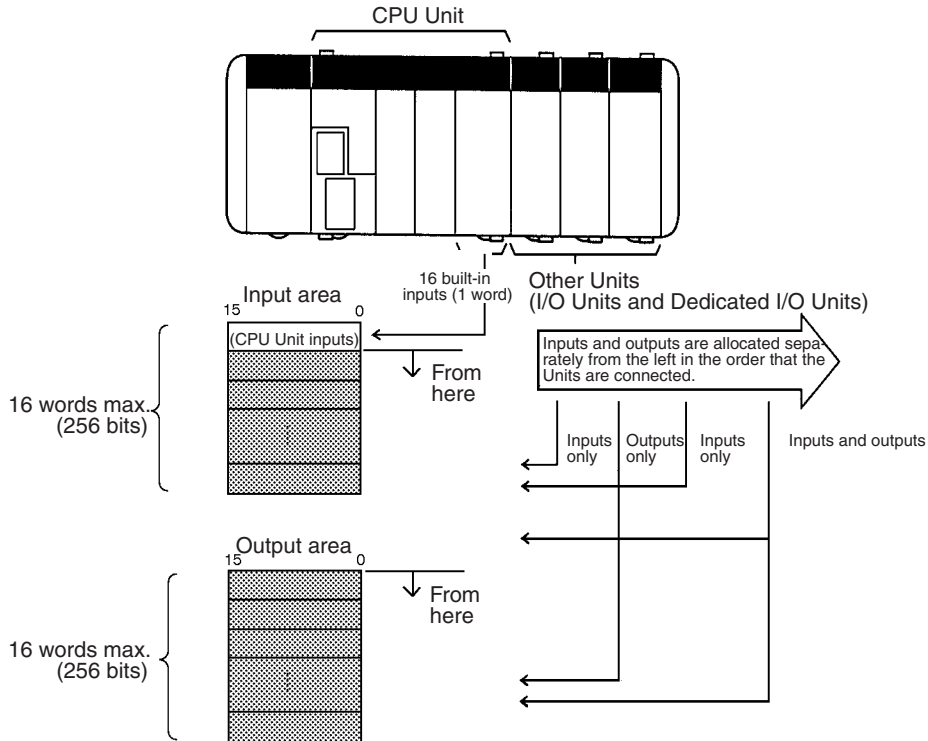 CPU Unit
16 built-in
inputs (1 word)
Other Units
(I/O Units and Dedicated I/O Units)
Input area
15
0
(CPU Unit inputs)
From
here
16 words max.
(256 bits)
Inputs and outputs are allocated sepa-
rately from the left in the order that the
Units are connected.
Inputs
only
Outputs
only
Inputs
only
Inputs and outputs
Output area
15
0
From
here
16 words max.
(256 bits)